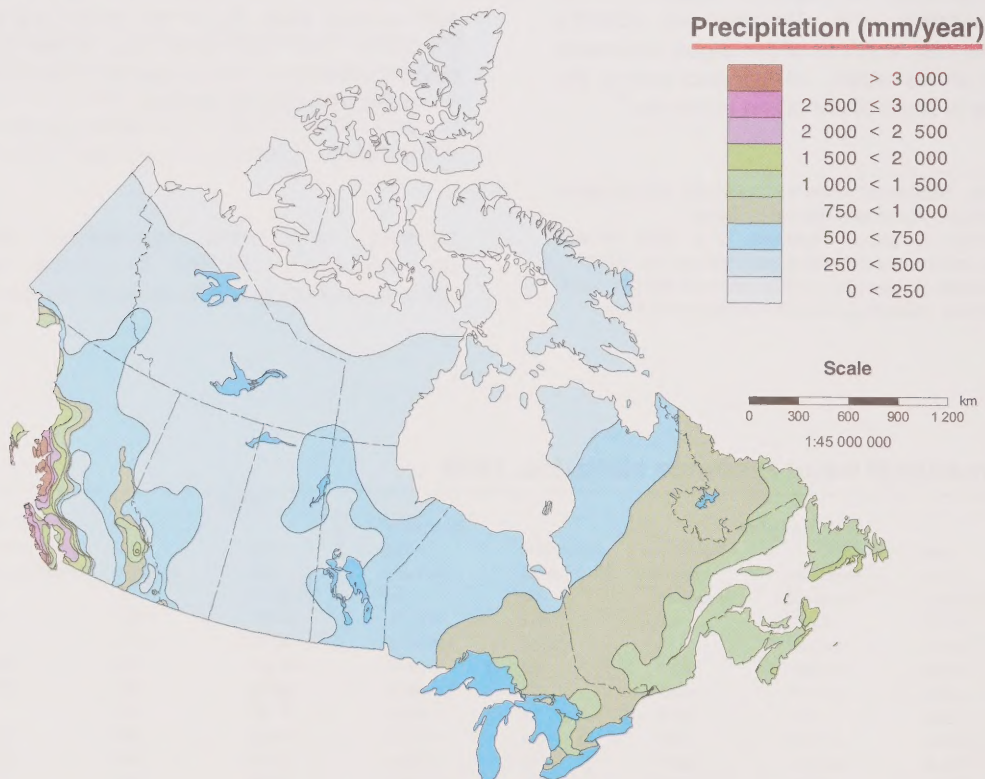 Precipitation (mm/year)
> 3 000
2 500 ≤ 3 000
2 000 < 2 500
1 500 < 2 000
1 000 < 1 500
750 < 1 000
500 < 750
250 < 500
0 < 250
Scale
km
0 300 600 900 1 200
1:45 000 000